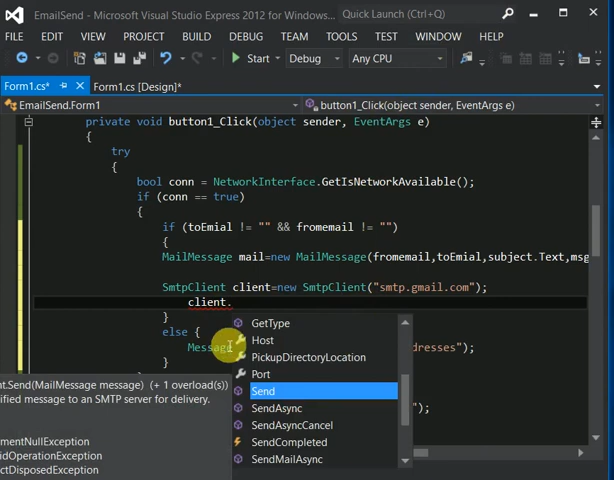 EmailSend - Microsoft Visual Studio Express 2012 for Windows... Quick Launch (Ctrl+Q)
FILE EDIT VIEW PROJECT BUILD DEBUG TEAM TOOLS TEST WINDOW HELP
Start Debug Any CPU
Form1.cs* Form1.cs [Design]*
EmailSend.Form1 button1_Click(object sender, EventArgs e)
private void button1_Click(object sender, EventArgs e)
{
try
{
bool conn = NetworkInterface.GetIsNetworkAvailable();
if (conn == true)
{
if (toEmial != "" && fromemail != "")
{
MailMessage mail=new MailMessage(fromemail,toEmial,subject.Text,msg
SmtpClient client=new SmtpClient("smtp.gmail.com");
client.
}
else {
Message dresses");
}
GetType
Host
PickupDirectoryLocation
Port
Send
SendAsync
SendAsyncCancel
SendCompleted
SendMailAsync
nt.Send(MailMessage message) (+ 1 overload(s))
ified message to an SMTP server for delivery.
");
mentNullException
idOperationException
ctDisposedException